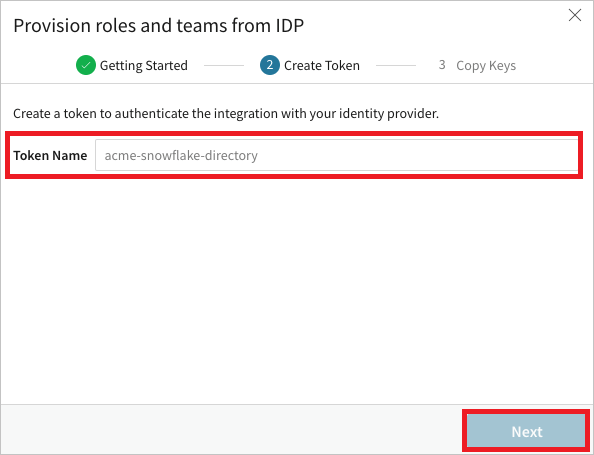 Provision roles and teams from IDP
Getting Started 2 Create Token 3 Copy Keys
Create a token to authenticate the integration with your identity provider.
Token Name acme-snowflake-directory
Next